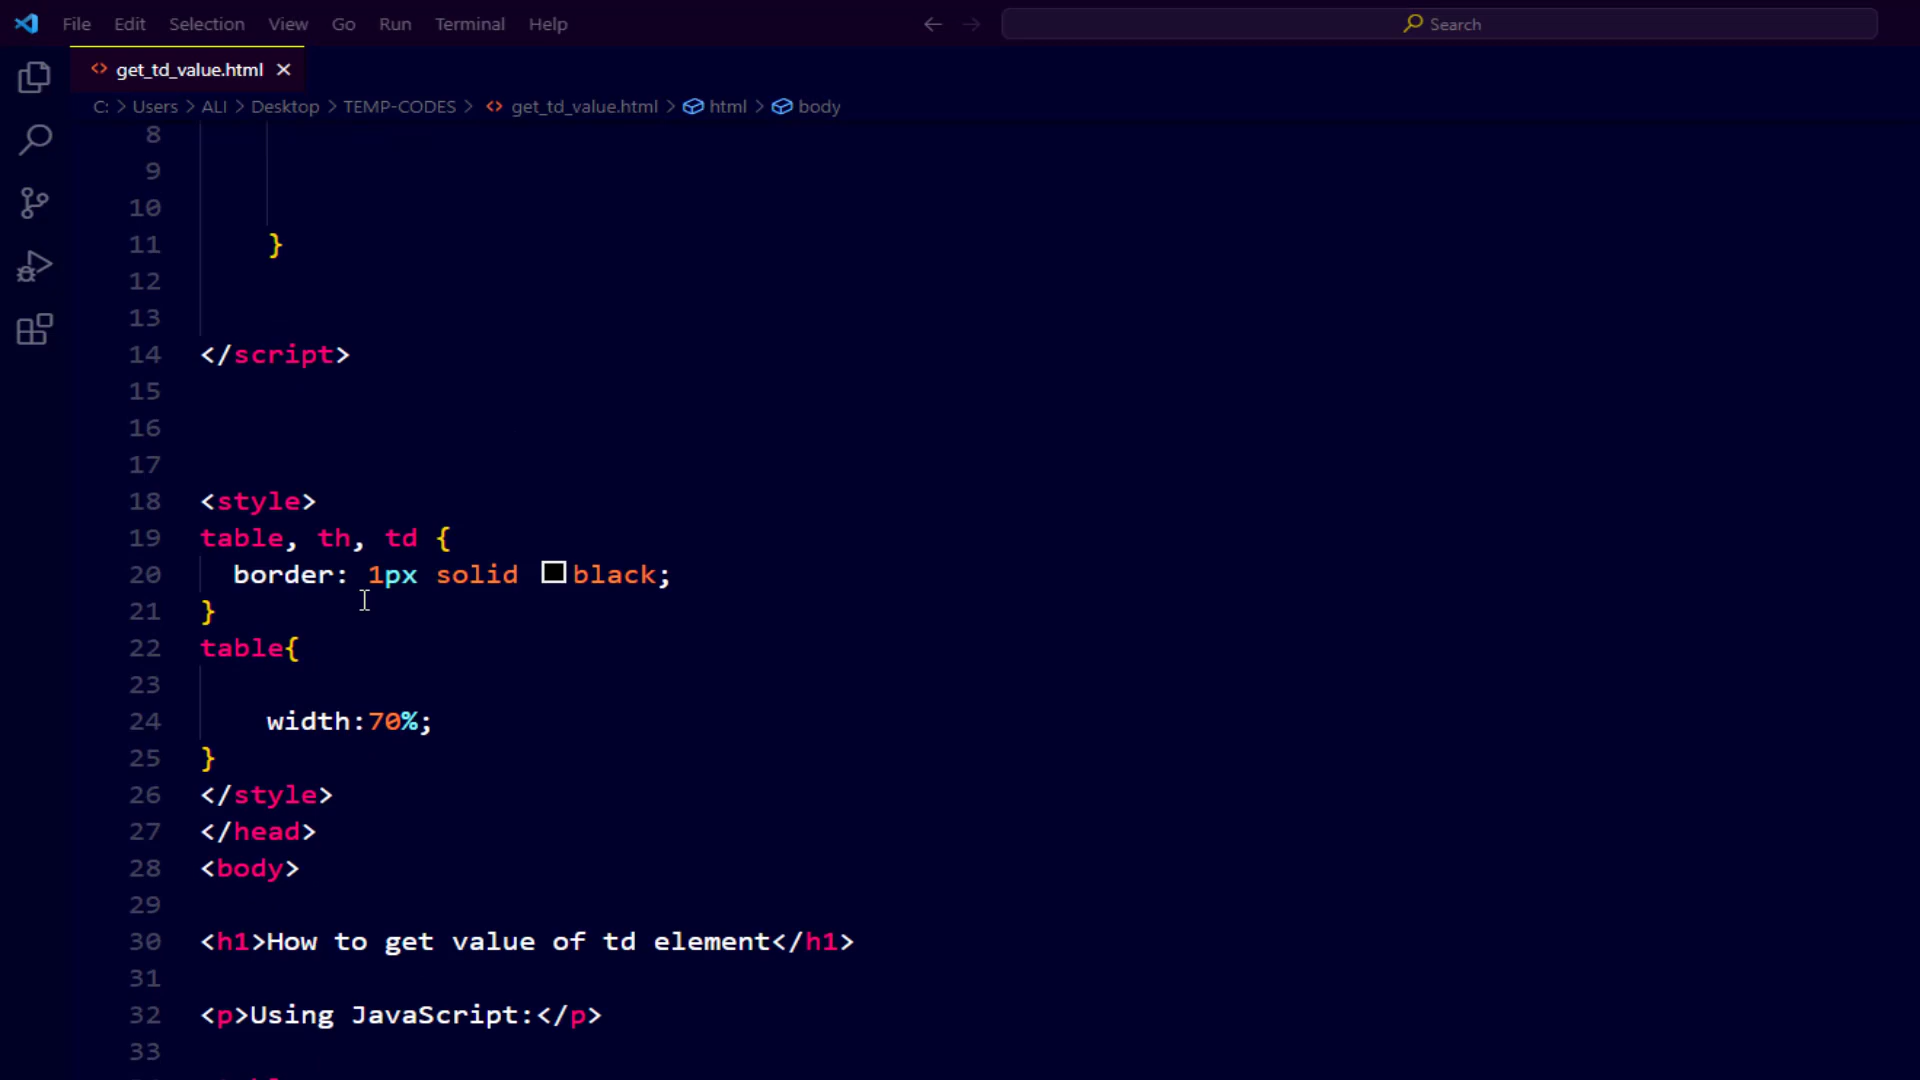 File Edit Selection View Go Run Terminal Help Search
get_td_value.html
C: > Users > ALI > Desktop > TEMP-CODES > get_td_value.html > html > body
8
9
10
11 }
12
13
14 </script>
15
16
17
18 <style>
19 table, th, td {
20 border: 1px solid black;
21 }
22 table{
23
24 width:70%;
25 }
26 </style>
27 </head>
28 <body>
29
30 <h1>How to get value of td element</h1>
31
32 <p>Using JavaScript:</p>
33